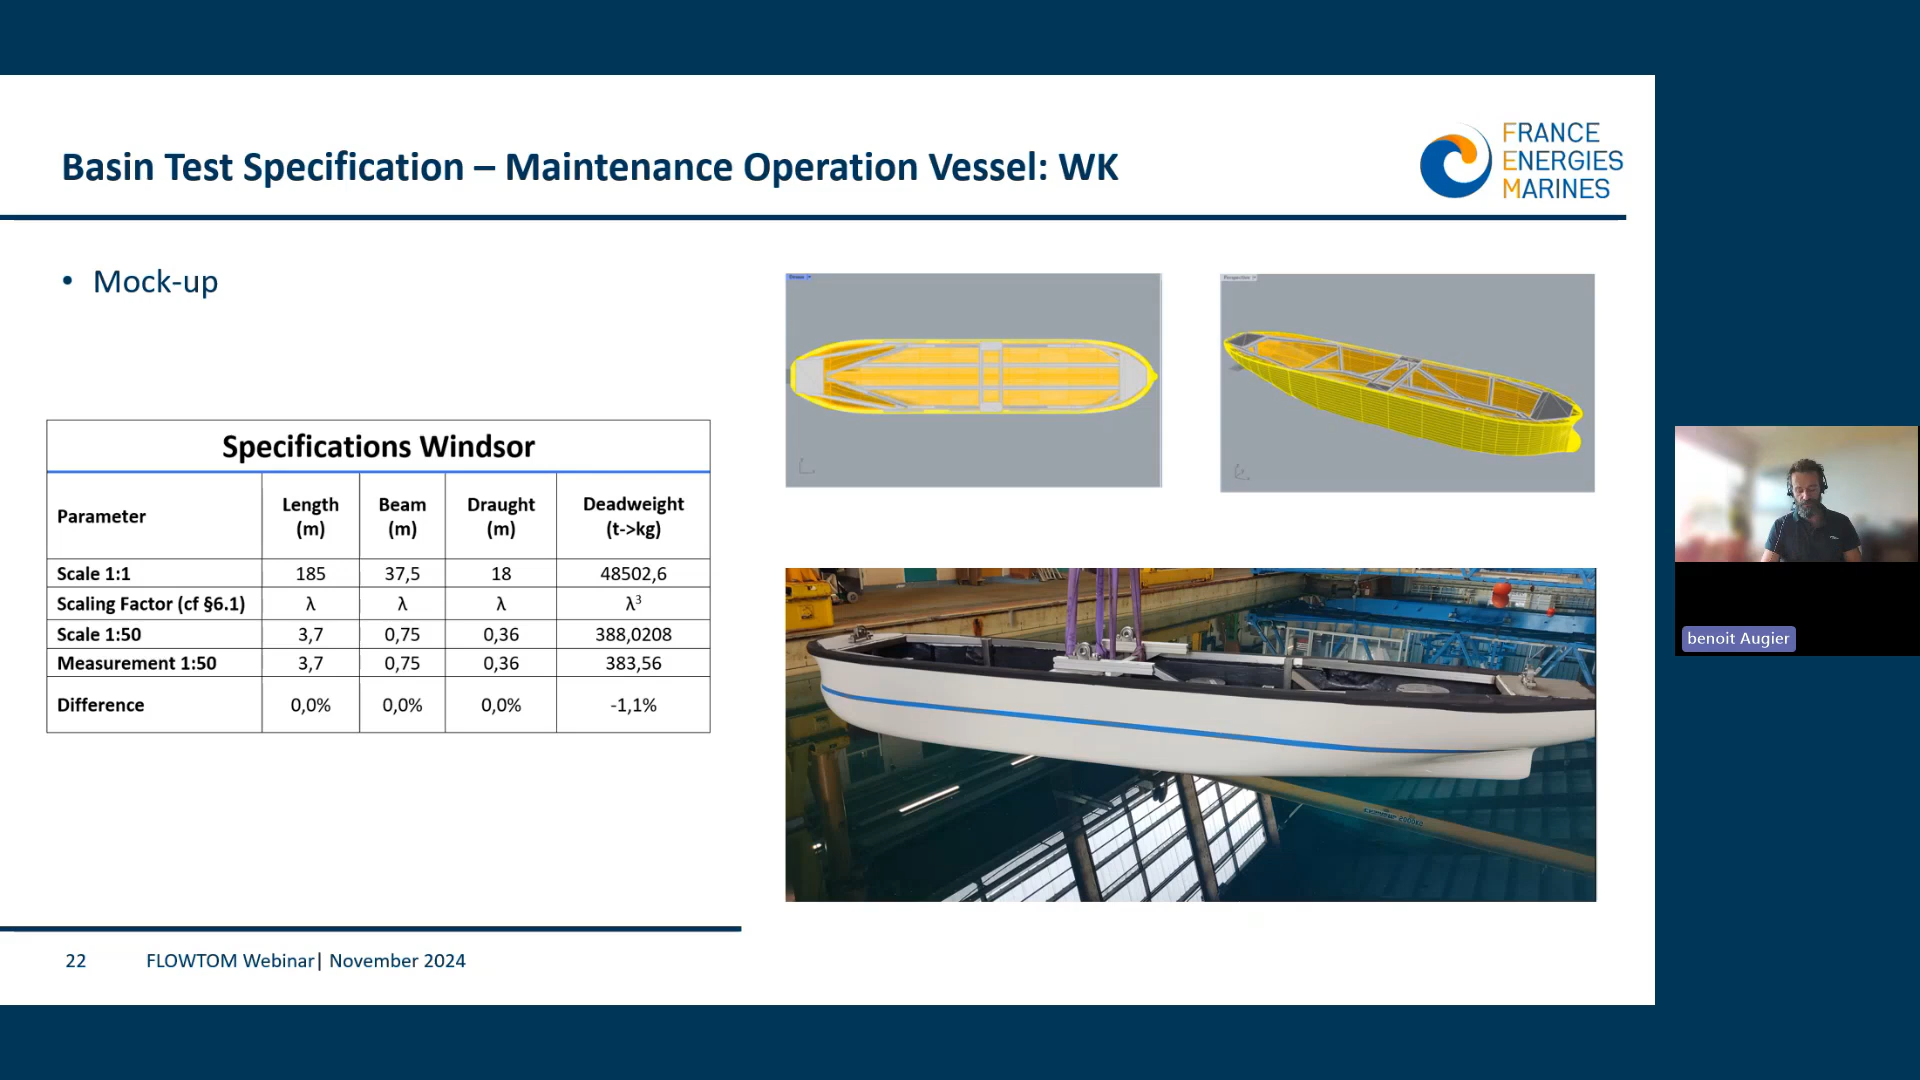 FRANCE
ENERGIES
MARINES
Basin Test Specification – Maintenance Operation Vessel: WK
• Mock-up
Perspective
Specifications Windsor
Parameter Length (m) Beam (m) Draught (m) Deadweight (t->kg)
Scale 1:1 185 37,5 18 48502,6
Scaling Factor (cf §6.1) λ λ λ λ³
Scale 1:50 3,7 0,75 0,36 388,0208
Measurement 1:50 3,7 0,75 0,36 383,56
Difference 0,0% 0,0% 0,0% -1,1%
benoit Augier
22 FLOWTOM Webinar| November 2024